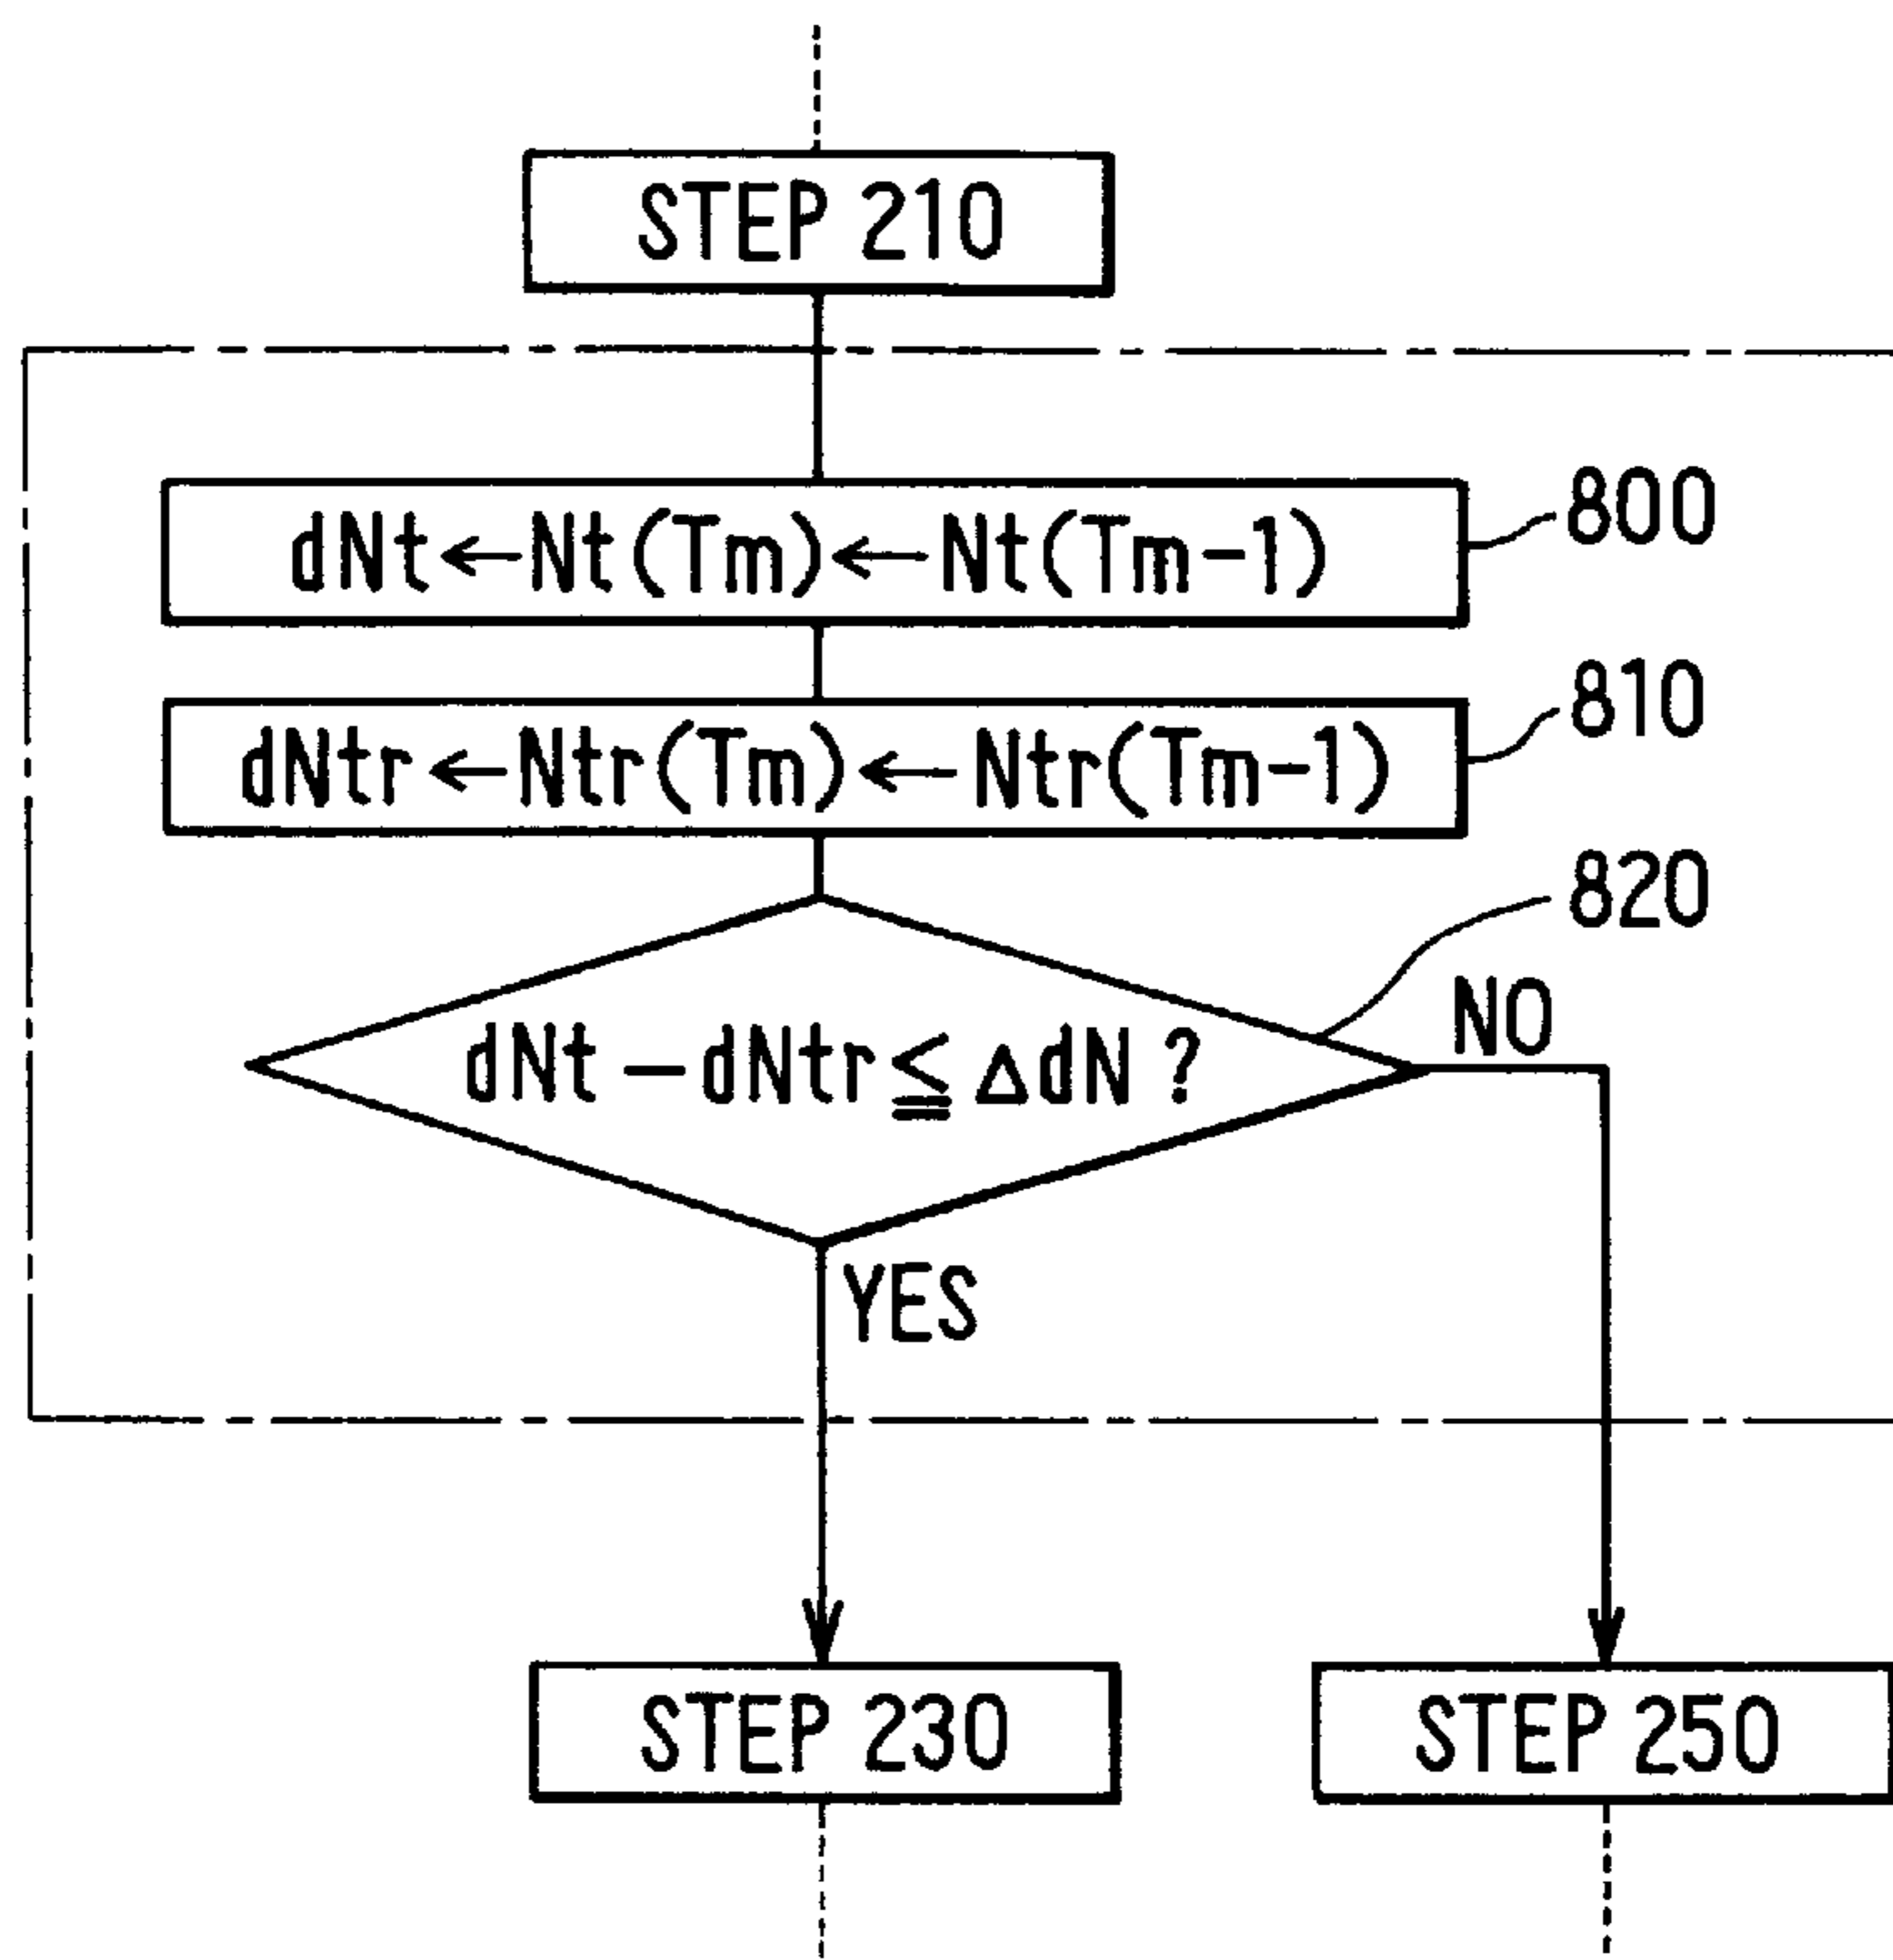 STEP 210
dNt←Nt(Tm)←Nt(Tm-1)
800
dNtr←Ntr(Tm)←Ntr(Tm-1)
810
820
dNt-dNtr≦ΔdN?
NO
YES
STEP 230
STEP 250